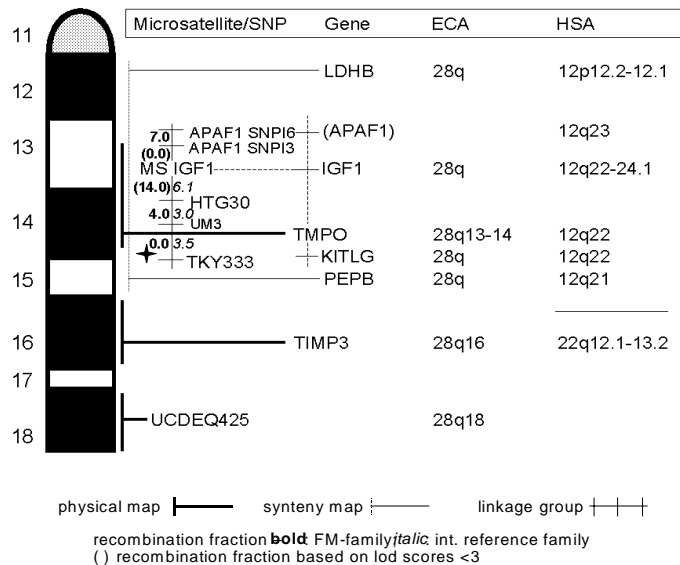 Microsatellite/SNP Gene ECA HSA
11
LDHB 28q 12p12.2-12.1
12
7.0 APAF1 SNPI6 (APAF1) 12q23
13
(0.0) APAF1 SNPI3
MS IGF1 IGF1 28q 12q22-24.1
(14.0) 6.1
HTG30
4.0 3.0
14
UM3
TMPO 28q13-14 12q22
0.0 3.5
TKY333 KITLG 28q 12q22
15
PEPB 28q 12q21
16
TIMP3 28q16 22q12.1-13.2
17
UCDEQ425 28q18
18
physical map synteny map linkage group
recombination fraction bold: FM-family; italic: int. reference family
( ) recombination fraction based on lod scores <3